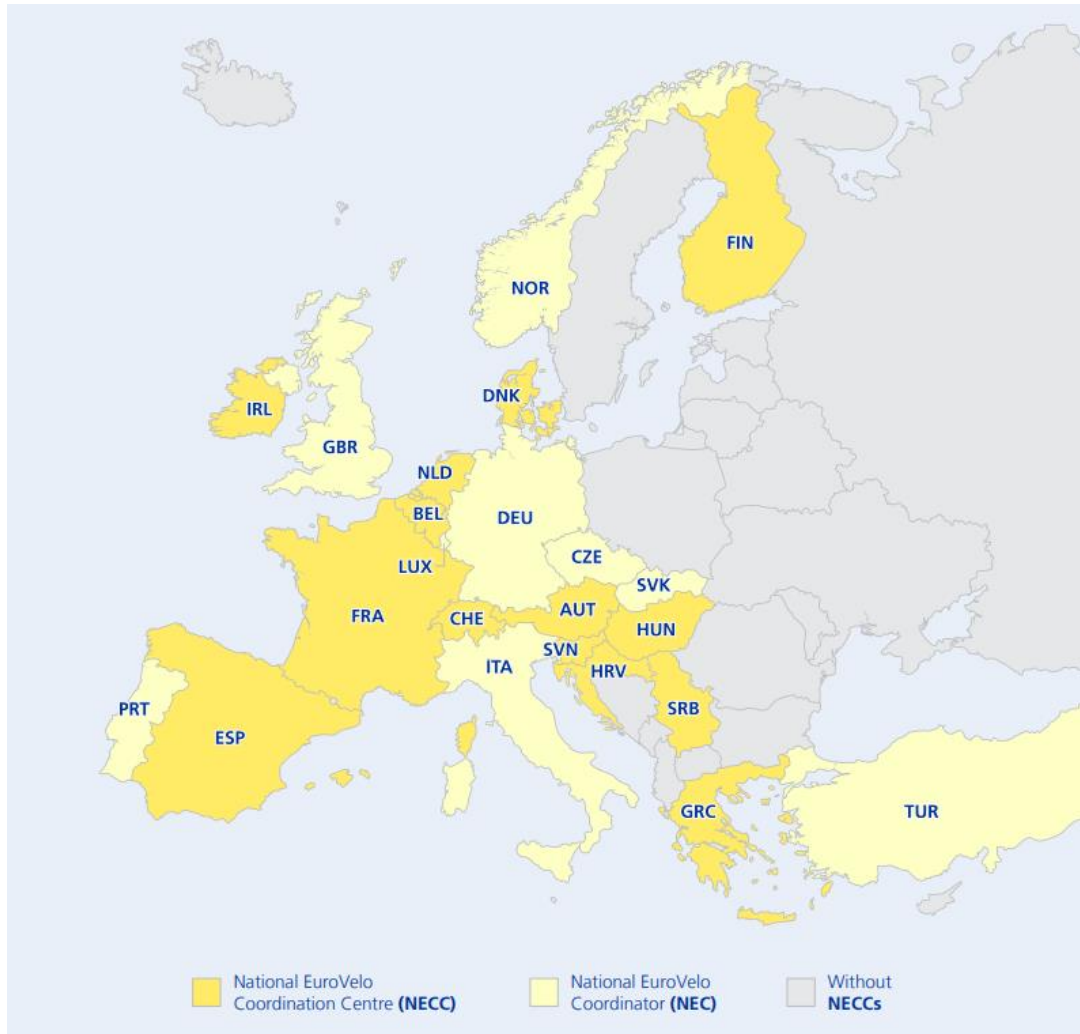 FIN
NOR
DNK
IRL
GBR
NLD
BEL
DEU
LUX
CZE
SVK
FRA
CHE
AUT
HUN
SVN
ITA
HRV
PRT
SRB
ESP
GRC
TUR
National EuroVelo
Coordination Centre (NECC)
National EuroVelo
Coordinator (NEC)
Without
NECCs